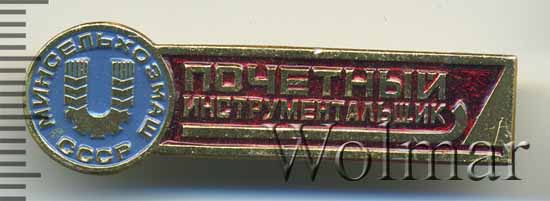 МИНСЕЛЬХОЗМАШ
СССР
ПОЧЕТНЫЙ
ИНСТРУМЕНТАЛЬЩИК
Wolmar